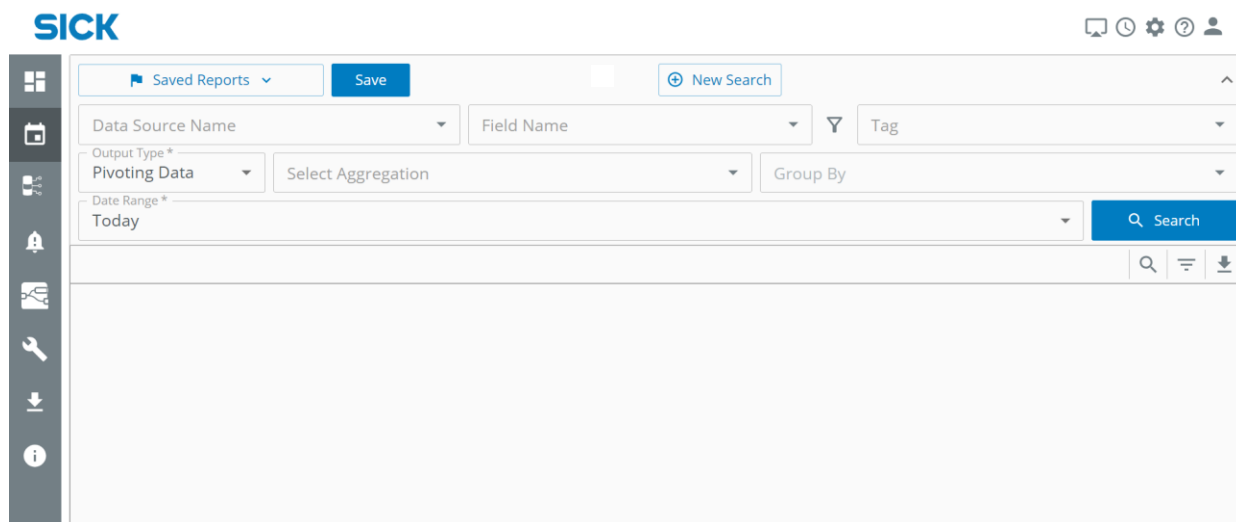 SICK
Saved Reports
Save
New Search
Data Source Name
Field Name
Tag
Output Type *
Pivoting Data
Select Aggregation
Group By
Date Range *
Today
Search